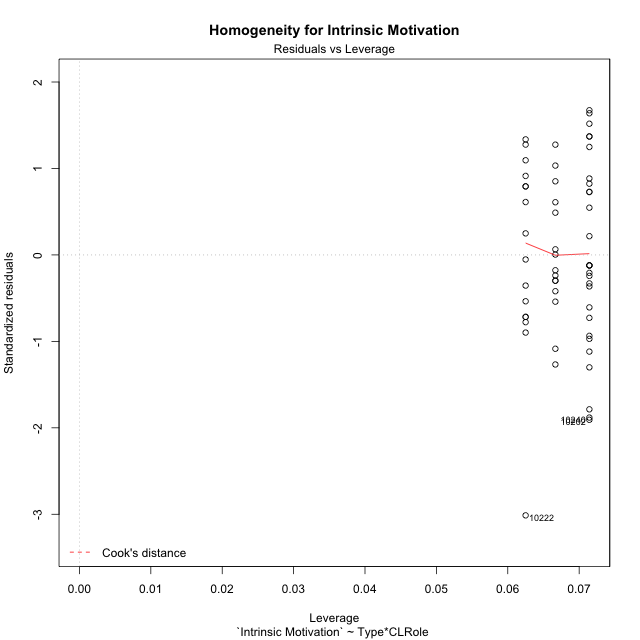 Homogeneity for Intrinsic Motivation
Residuals vs Leverage
2
1
0
-1
-2
-3
Standardized residuals
10222
Cook's distance
0.00 0.01 0.02 0.03 0.04 0.05 0.06 0.07
Leverage
`Intrinsic Motivation` ~ Type*CLRole